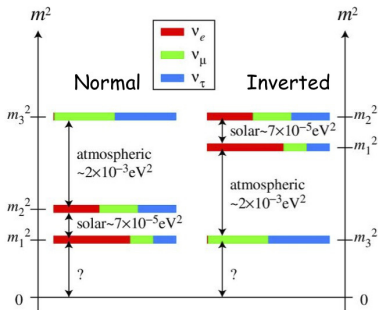 m²
m²
ν_e
ν_μ
ν_τ
Normal
Inverted
m₃²
m₂²
solar~7×10⁻⁵eV²
m₁²
atmospheric
~2×10⁻³eV²
atmospheric
~2×10⁻³eV²
m₂²
solar~7×10⁻⁵eV²
m₁²
m₃²
?
?
0
0